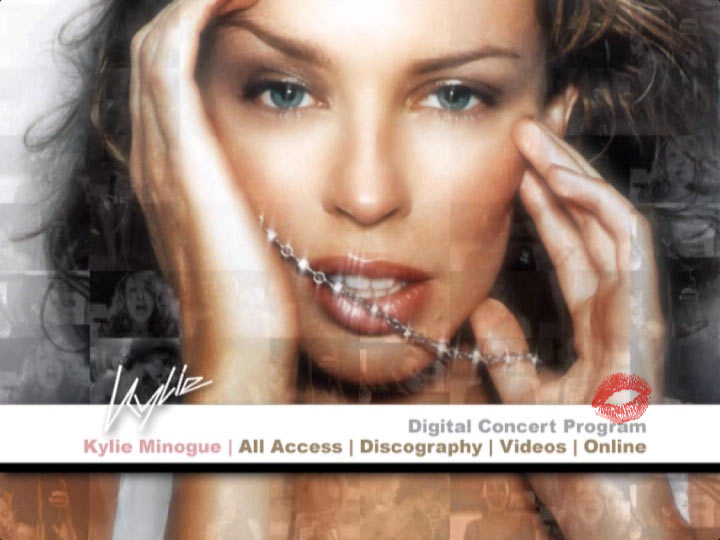 Kylie
Digital Concert Program
Kylie Minogue | All Access | Discography | Videos | Online